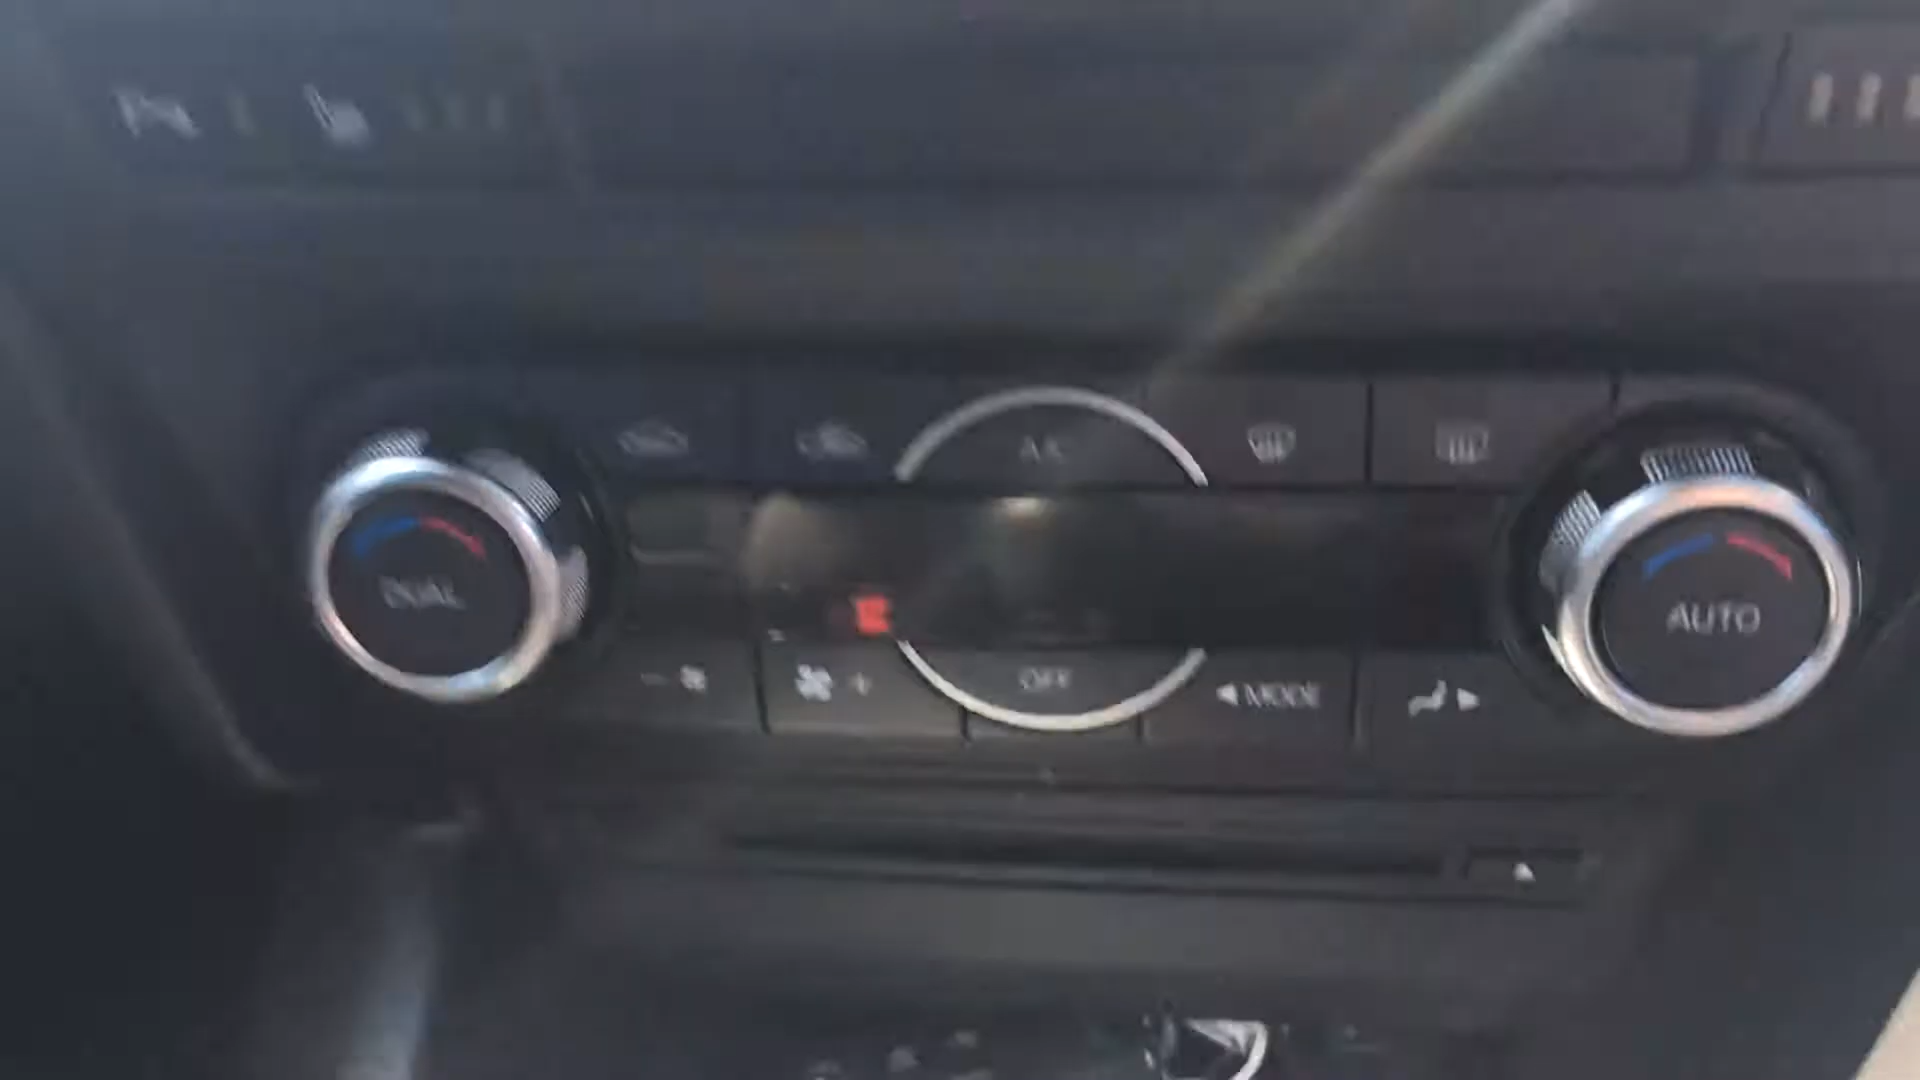 A/C
DUAL
AUTO
- +
OFF
◀ MODE ▶